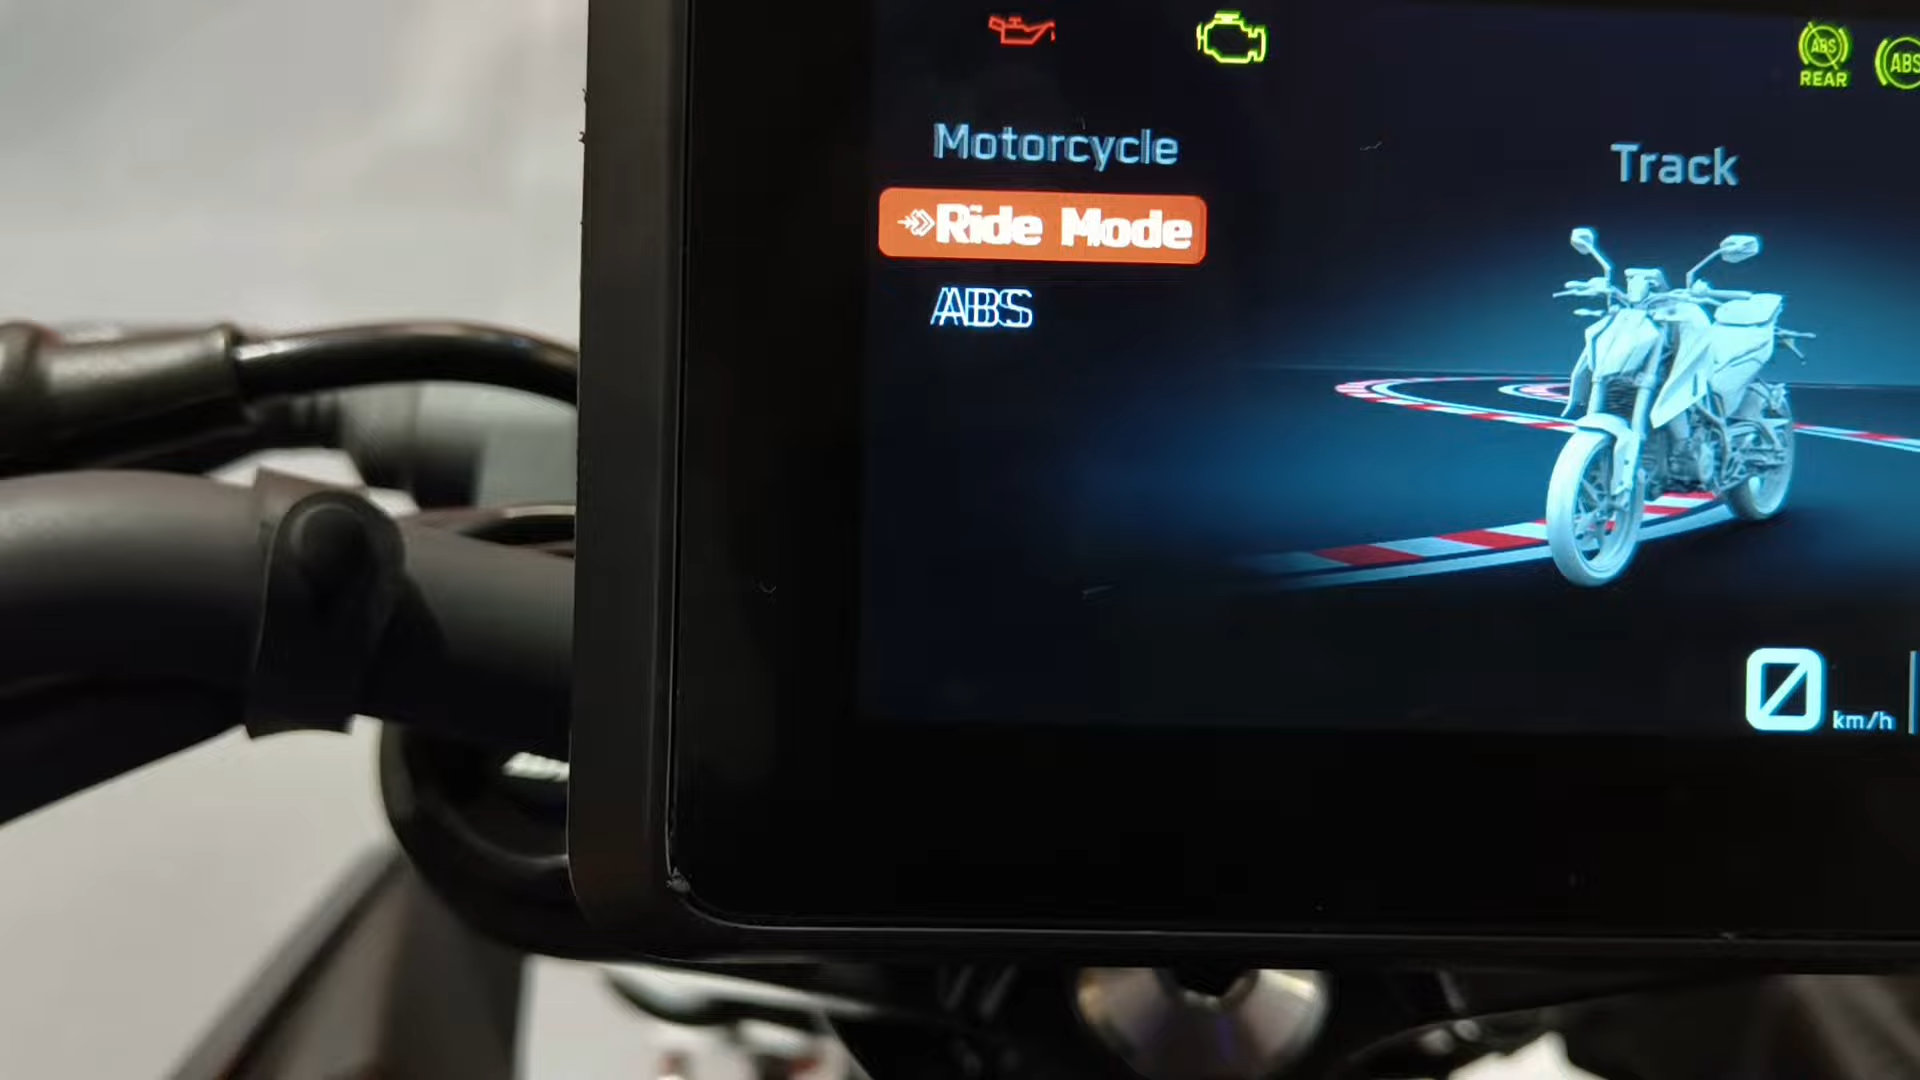 ABS
REAR
ABS
Motorcycle
Track
Ride Mode
ABS
0 km/h